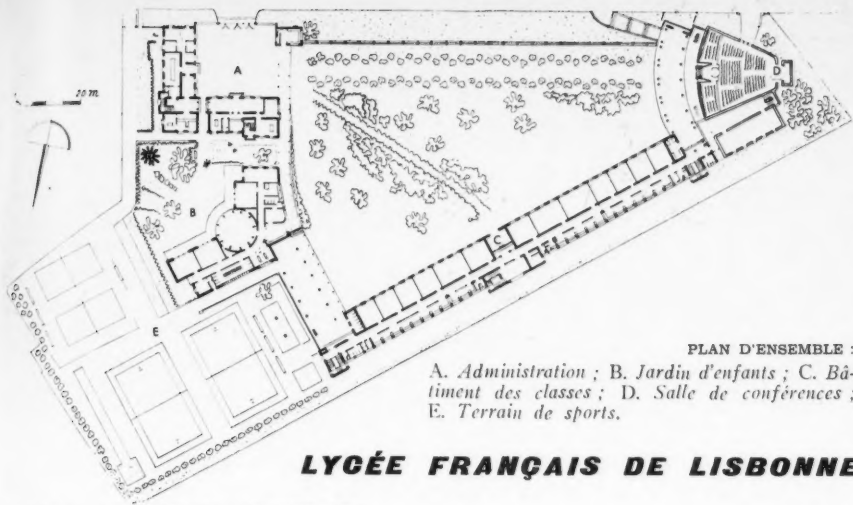 A
20 m
D
B
C
E
PLAN D'ENSEMBLE :
A. Administration ; B. Jardin d'enfants ; C. Bâ-
timent des classes ; D. Salle de conférences ;
E. Terrain de sports.
LYCÉE FRANÇAIS DE LISBONNE